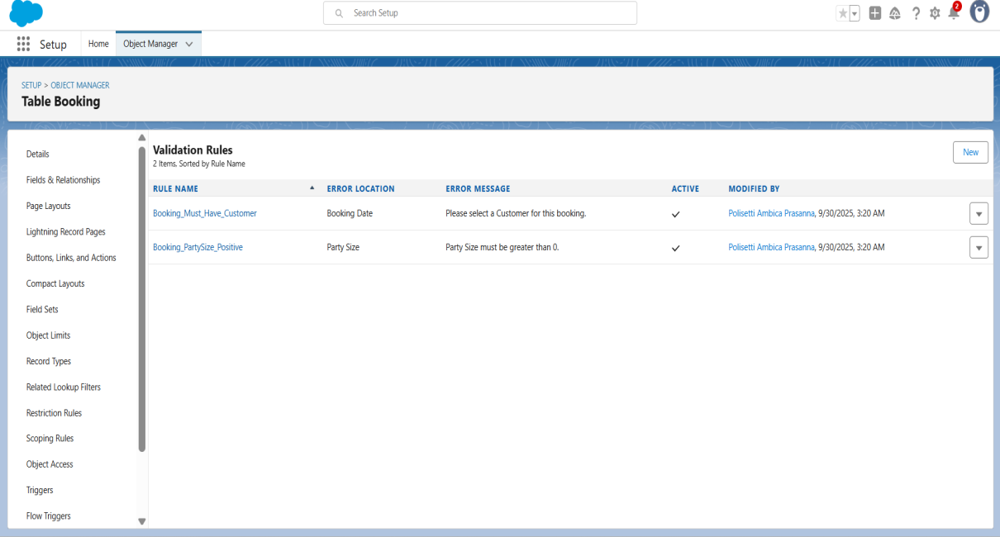 Search Setup
2
Setup
Home
Object Manager
SETUP > OBJECT MANAGER
Table Booking
Details
Fields & Relationships
Page Layouts
Lightning Record Pages
Buttons, Links, and Actions
Compact Layouts
Field Sets
Object Limits
Record Types
Related Lookup Filters
Restriction Rules
Scoping Rules
Object Access
Triggers
Flow Triggers
Validation Rules
2 Items. Sorted by Rule Name
New
RULE NAME ERROR LOCATION ERROR MESSAGE ACTIVE MODIFIED BY
Booking_Must_Have_Customer Booking Date Please select a Customer for this booking. Polisetti Ambica Prasanna, 9/30/2025, 3:20 AM
Booking_PartySize_Positive Party Size Party Size must be greater than 0. Polisetti Ambica Prasanna, 9/30/2025, 3:20 AM